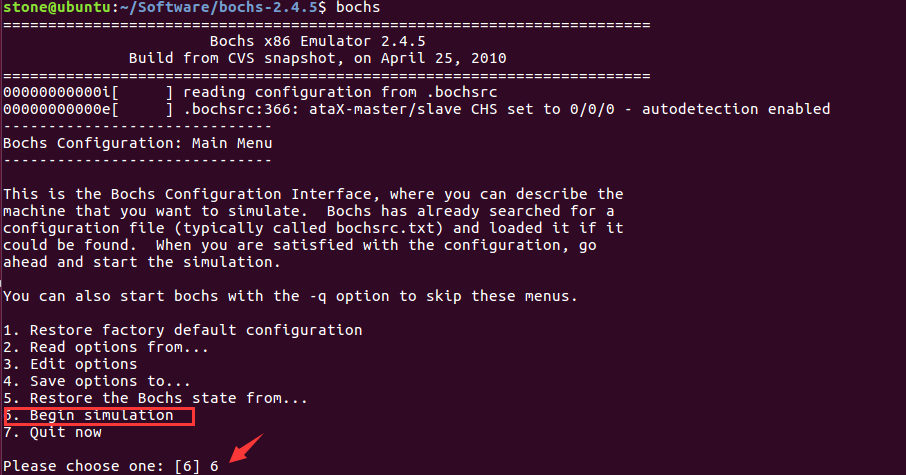 stone@ubuntu:~/Software/bochs-2.4.5$ bochs
========================================================================
Bochs x86 Emulator 2.4.5
Build from CVS snapshot, on April 25, 2010
========================================================================
00000000000i[      ] reading configuration from .bochsrc
00000000000e[      ] .bochsrc:366: ataX-master/slave CHS set to 0/0/0 - autodetection enabled
------------------------------
Bochs Configuration: Main Menu
------------------------------
This is the Bochs Configuration Interface, where you can describe the
machine that you want to simulate.  Bochs has already searched for a
configuration file (typically called bochsrc.txt) and loaded it if it
could be found.  When you are satisfied with the configuration, go
ahead and start the simulation.
You can also start bochs with the -q option to skip these menus.
1. Restore factory default configuration
2. Read options from...
3. Edit options
4. Save options to...
5. Restore the Bochs state from...
6. Begin simulation
7. Quit now
Please choose one: [6] 6